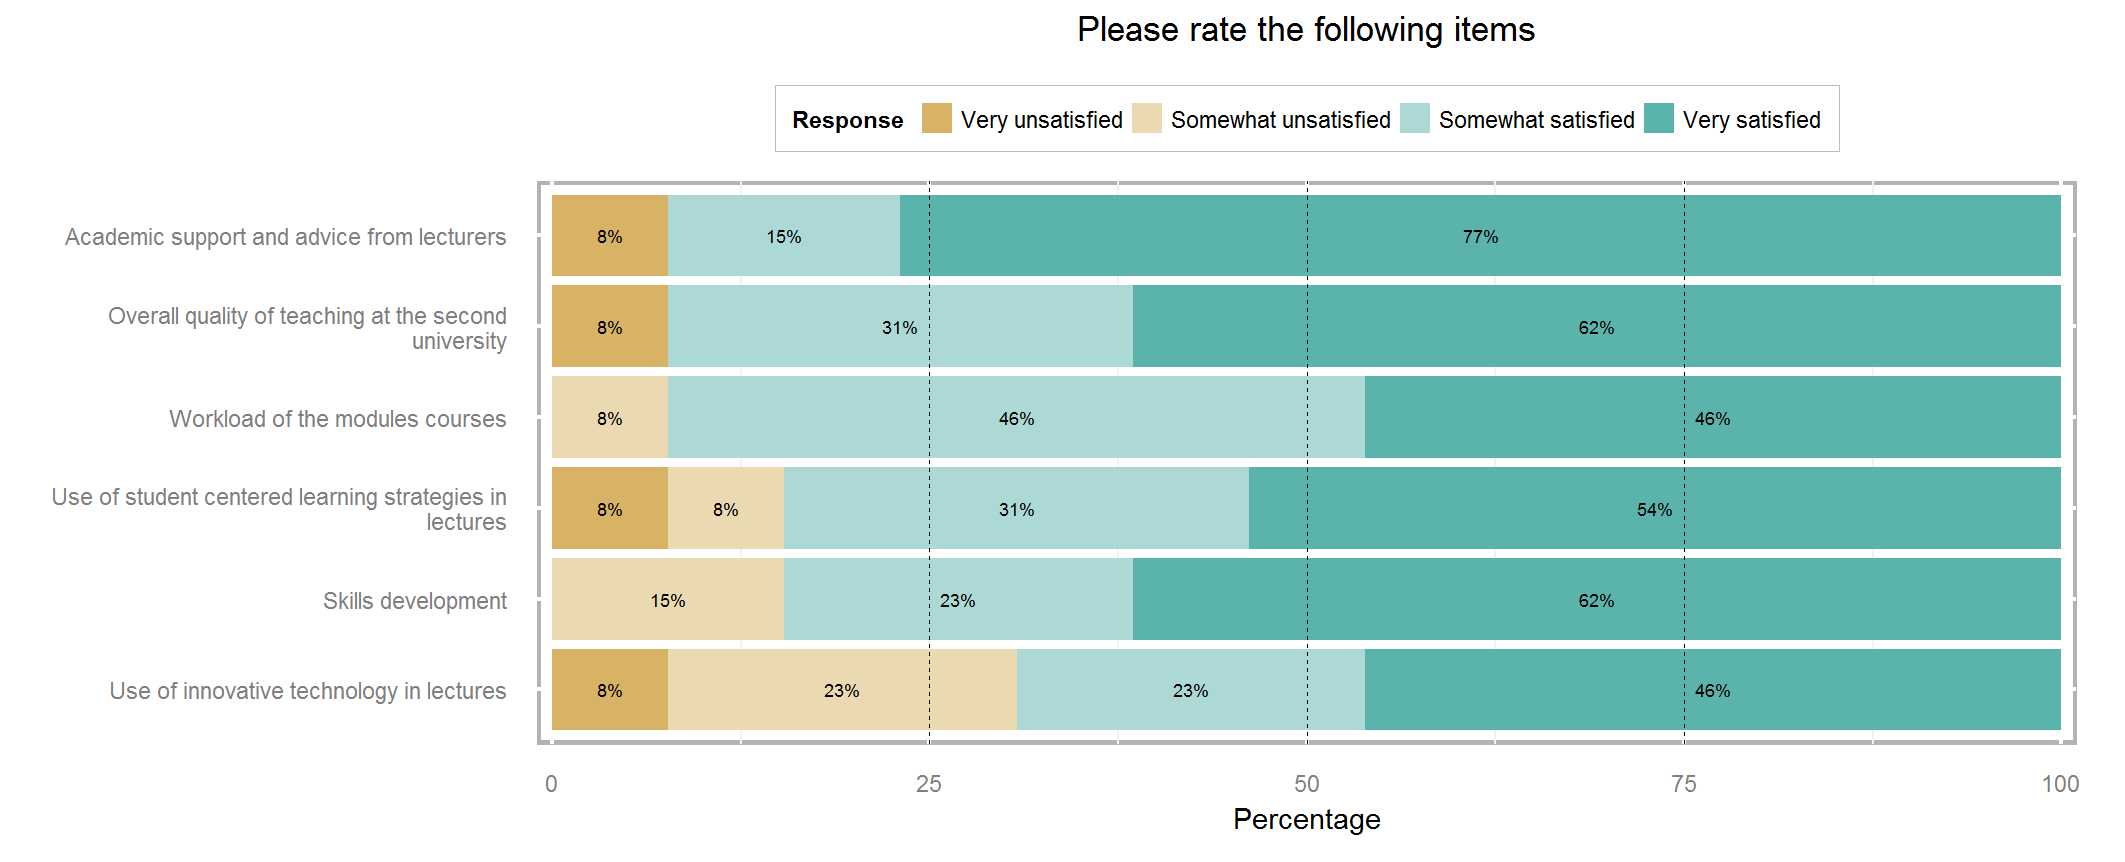 Please rate the following items
Response Very unsatisfied Somewhat unsatisfied Somewhat satisfied Very satisfied
Academic support and advice from lecturers 8% 15% 77%
Overall quality of teaching at the second
university
8% 31% 62%
Workload of the modules courses 8% 46% 46%
Use of student centered learning strategies in
lectures
8% 8% 31% 54%
Skills development 15% 23% 62%
Use of innovative technology in lectures 8% 23% 23% 46%
0 25 50 75 100
Percentage